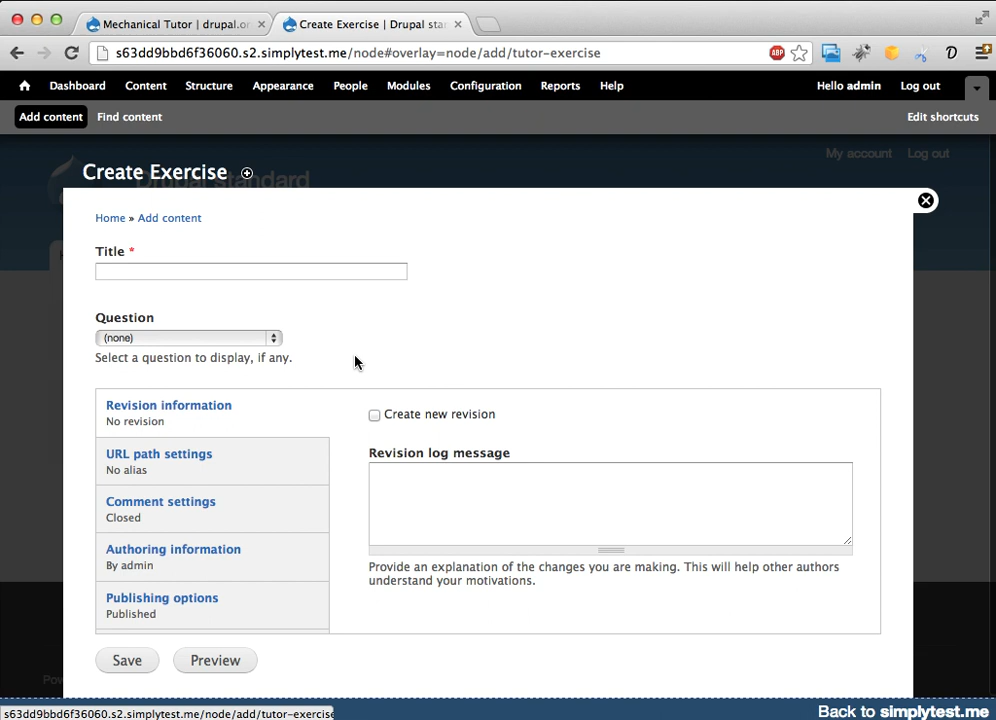 Mechanical Tutor | drupal.or
Create Exercise | Drupal star
s63dd9bbd6f36060.s2.simplytest.me/node#overlay=node/add/tutor-exercise
ABP
Dashboard Content Structure Appearance People Modules Configuration Reports Help Hello admin Log out
Add content Find content Edit shortcuts
My account Log out
Create Exercise
Drupal standard
Home » Add content
Title *
Question
(none)
Select a question to display, if any.
Revision information
No revision
Create new revision
URL path settings
No alias
Revision log message
Comment settings
Closed
Authoring information
By admin
Provide an explanation of the changes you are making. This will help other authors
understand your motivations.
Publishing options
Published
Save Preview
s63dd9bbd6f36060.s2.simplytest.me/node/add/tutor-exercise
Back to simplytest.me